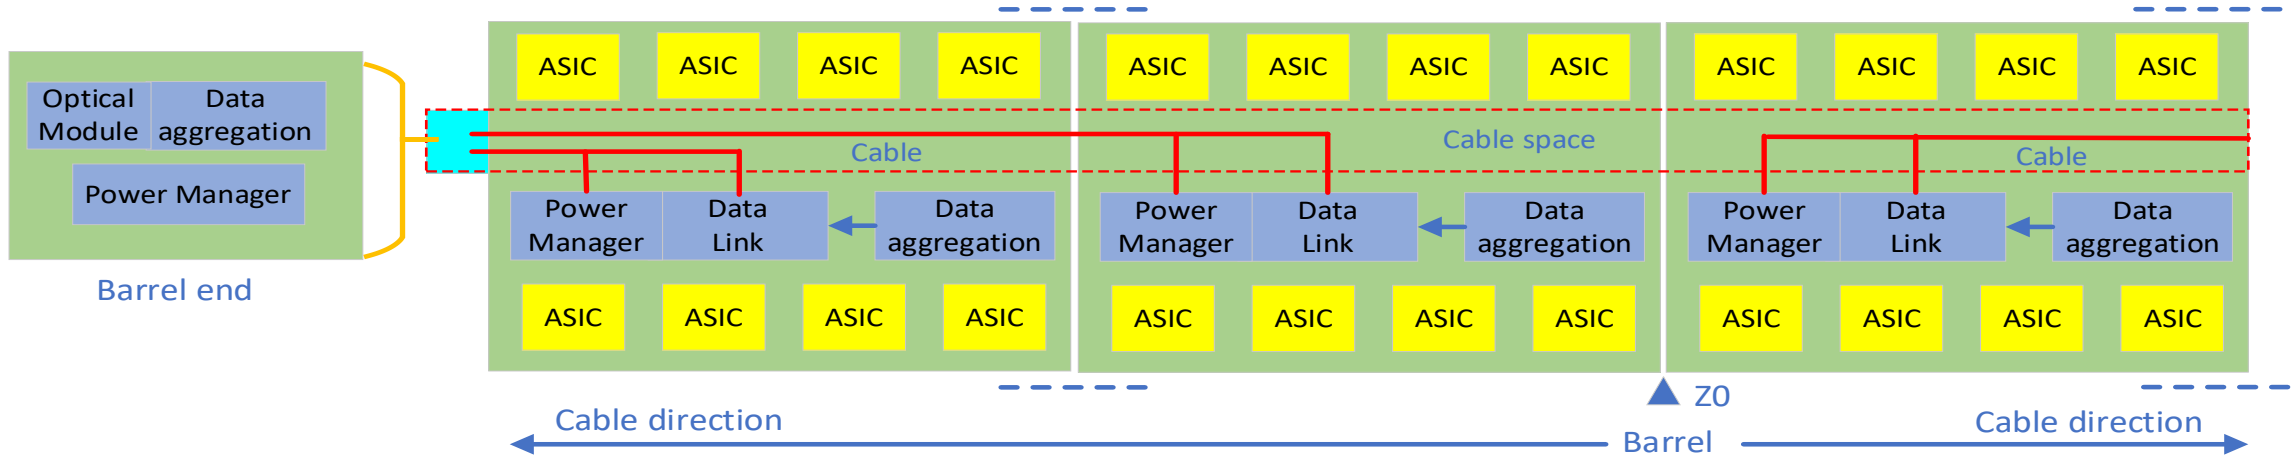 ASIC ASIC ASIC ASIC ASIC ASIC ASIC ASIC ASIC ASIC ASIC ASIC
Optical Module
Data aggregation
Power Manager
Barrel end
Cable
Cable space
Cable
Power Manager
Data Link
Data aggregation
Power Manager
Data Link
Data aggregation
Power Manager
Data Link
Data aggregation
ASIC ASIC ASIC ASIC ASIC ASIC ASIC ASIC ASIC ASIC ASIC ASIC
Z0
Cable direction
Barrel
Cable direction